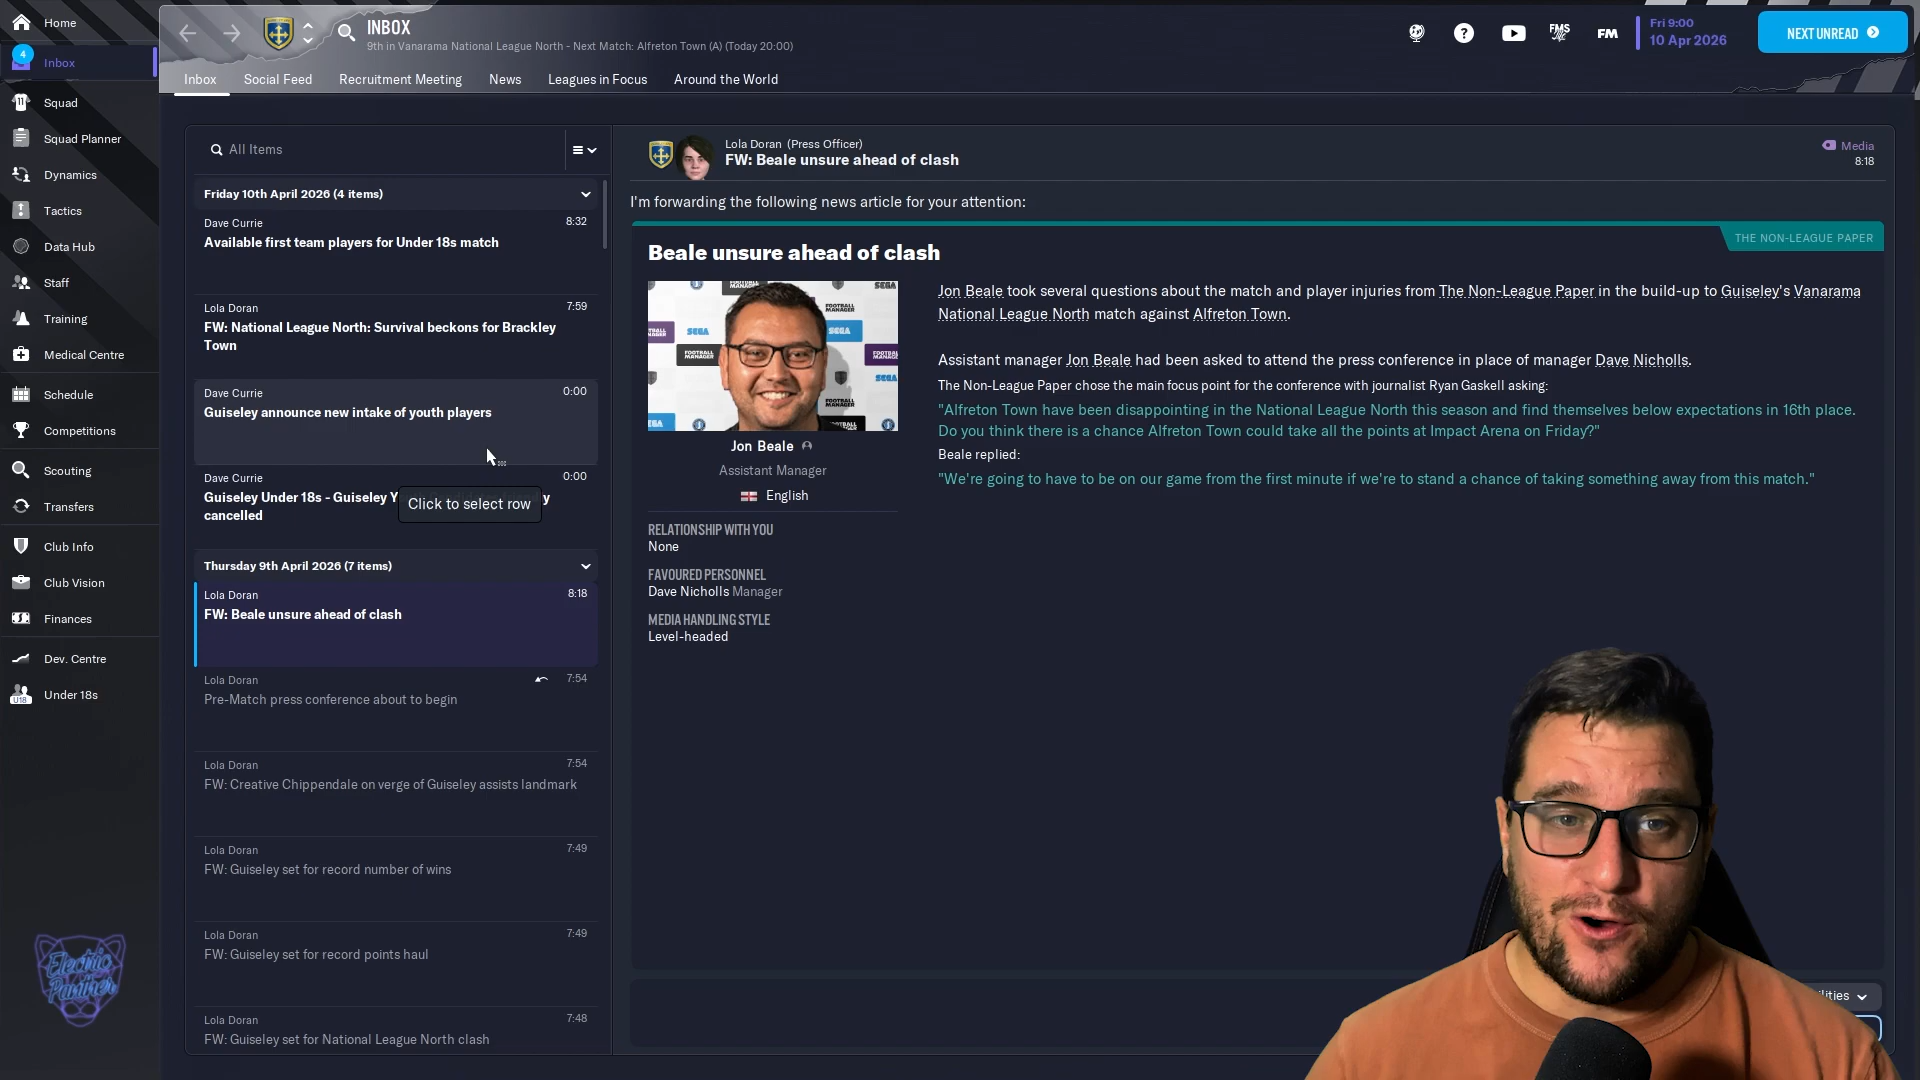 Home
4
Inbox
Squad
Squad Planner
Dynamics
Tactics
Data Hub
Staff
Training
Medical Centre
Schedule
Competitions
Scouting
Transfers
Club Info
Club Vision
Finances
Dev. Centre
U18
Under 18s
Electric
Panther
INBOX
9th in Vanarama National League North - Next Match: Alfreton Town (A) (Today 20:00)
FMS
FM
Fri 9:00
10 Apr 2026
NEXT UNREAD
Inbox
Social Feed
Recruitment Meeting
News
Leagues in Focus
Around the World
All Items
Friday 10th April 2026 (4 items)
Dave Currie 8:32
Available first team players for Under 18s match
Lola Doran 7:59
FW: National League North: Survival beckons for Brackley
Town
Dave Currie 0:00
Guiseley announce new intake of youth players
Dave Currie 0:00
Guiseley Under 18s - Guiseley Y
cancelled
Click to select row
Thursday 9th April 2026 (7 items)
Lola Doran 8:18
FW: Beale unsure ahead of clash
Lola Doran 7:54
Pre-Match press conference about to begin
Lola Doran 7:54
FW: Creative Chippendale on verge of Guiseley assists landmark
Lola Doran 7:49
FW: Guiseley set for record number of wins
Lola Doran 7:49
FW: Guiseley set for record points haul
Lola Doran 7:48
FW: Guiseley set for National League North clash
Lola Doran (Press Officer)
FW: Beale unsure ahead of clash
Media
8:18
I'm forwarding the following news article for your attention:
THE NON-LEAGUE PAPER
Beale unsure ahead of clash
SEGA
FOOTBALL MANAGER
Jon Beale
Assistant Manager
English
RELATIONSHIP WITH YOU
None
FAVOURED PERSONNEL
Dave Nicholls Manager
MEDIA HANDLING STYLE
Level-headed
Jon Beale took several questions about the match and player injuries from The Non-League Paper in the build-up to Guiseley's Vanarama
National League North match against Alfreton Town.
Assistant manager Jon Beale had been asked to attend the press conference in place of manager Dave Nicholls.
The Non-League Paper chose the main focus point for the conference with journalist Ryan Gaskell asking:
"Alfreton Town have been disappointing in the National League North this season and find themselves below expectations in 16th place.
Do you think there is a chance Alfreton Town could take all the points at Impact Arena on Friday?"
Beale replied:
"We're going to have to be on our game from the first minute if we're to stand a chance of taking something away from this match."